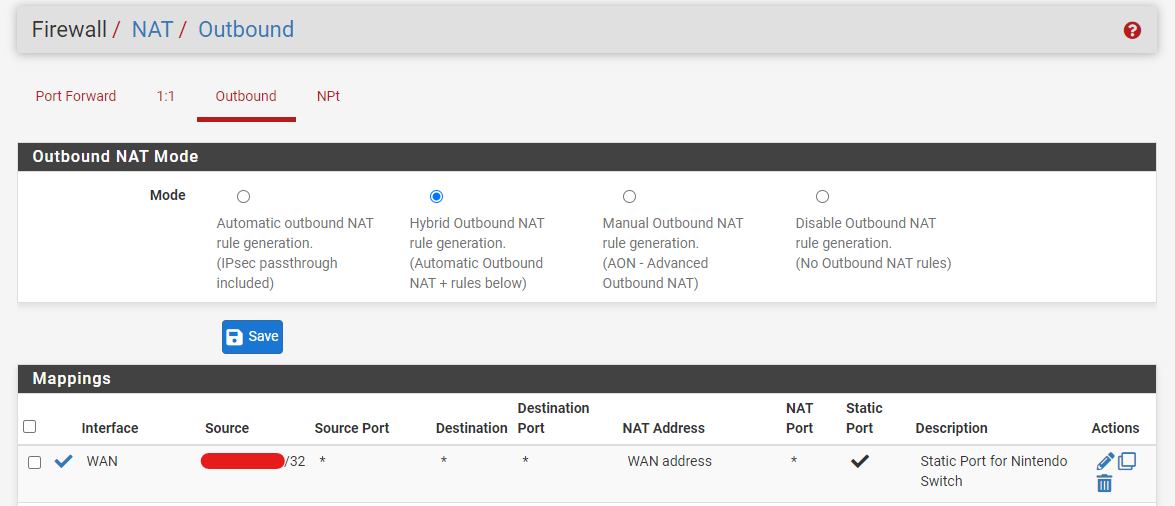 Firewall / NAT / Outbound
Port Forward 1:1 Outbound NPt
Outbound NAT Mode
Mode
Automatic outbound NAT
rule generation.
(IPsec passthrough
included)
Hybrid Outbound NAT
rule generation.
(Automatic Outbound
NAT + rules below)
Manual Outbound NAT
rule generation.
(AON - Advanced
Outbound NAT)
Disable Outbound NAT
rule generation.
(No Outbound NAT rules)
Save
Mappings
Interface Source Source Port Destination Destination Port NAT Address NAT Port Static Port Description Actions
WAN /32 * * * WAN address * Static Port for Nintendo
Switch